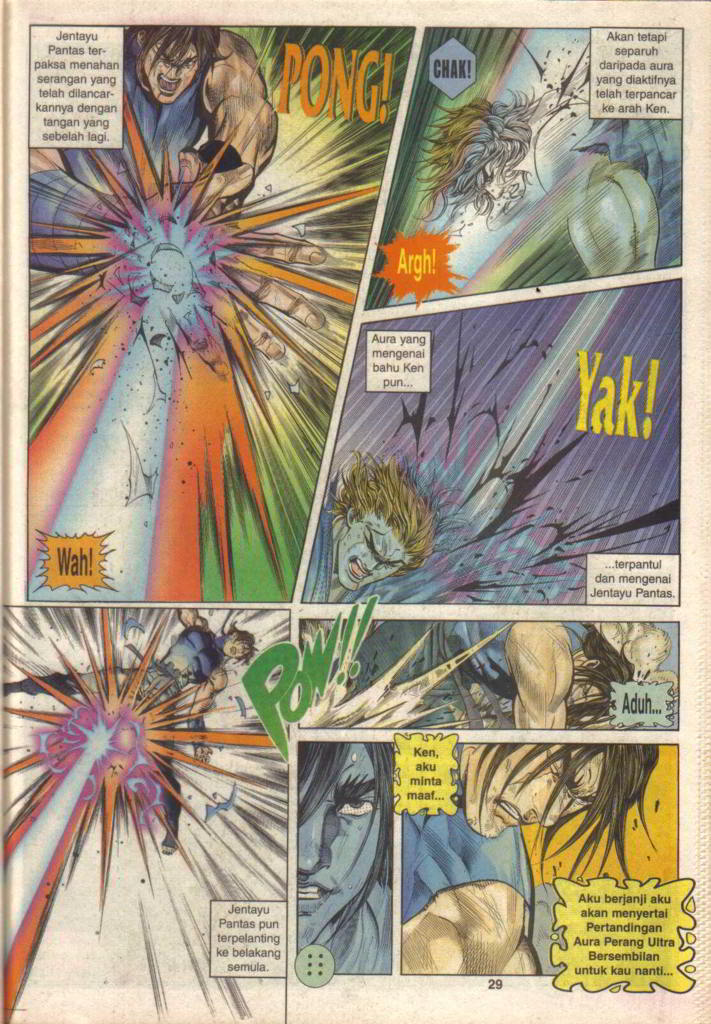 Jentayu
Pantas ter-
paksa menahan
serangan yang
telah dilancar-
kannya dengan
tangan yang
sebelah lagi.
PONG!
Wah!
CHAK!
Akan tetapi
separuh
daripada aura
yang diaktifnya
telah terpancar
ke arah Ken.
Argh!
Aura yang
mengenai
bahu Ken
pun...
Yak!
...terpantul
dan mengenai
Jentayu Pantas.
POW!!
Jentayu
Pantas pun
terpelanting
ke belakang
semula.
Aduh...
Ken,
aku
minta
maaf...
Aku berjanji aku
akan menyertai
Pertandingan
Aura Perang Ultra
Bersembilan
untuk kau nanti...
29